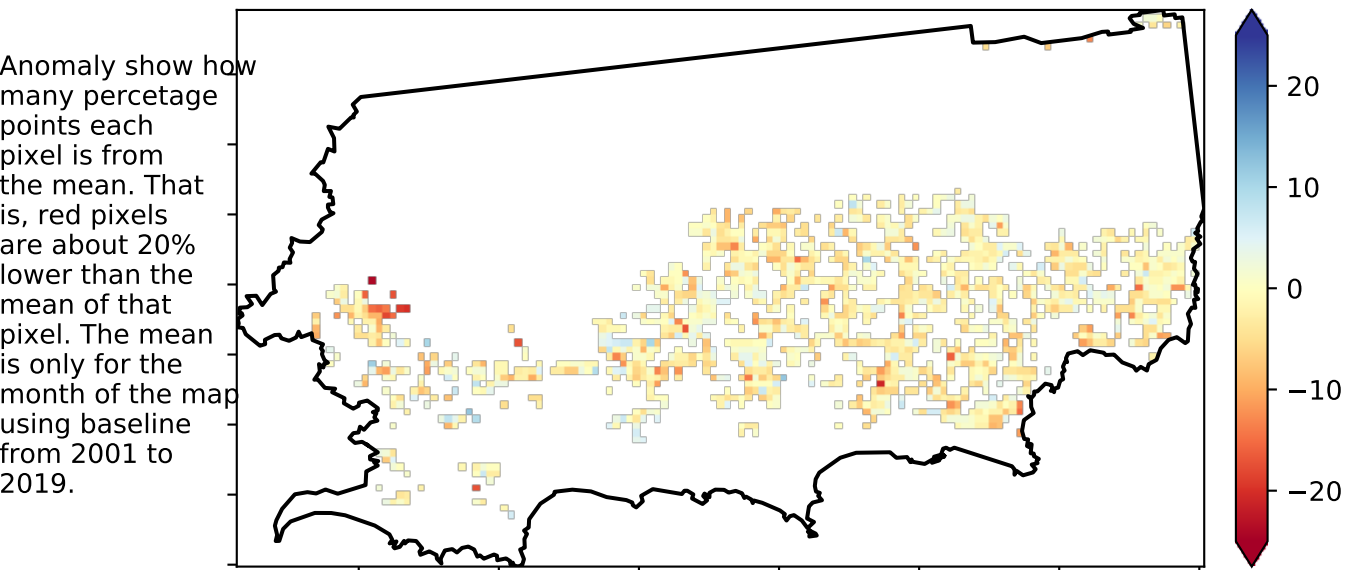 Anomaly show how
many percetage
points each
pixel is from
the mean. That
is, red pixels
are about 20%
lower than the
mean of that
pixel. The mean
is only for the
month of the map
using baseline
from 2001 to
2019.
20
10
0
−10
−20